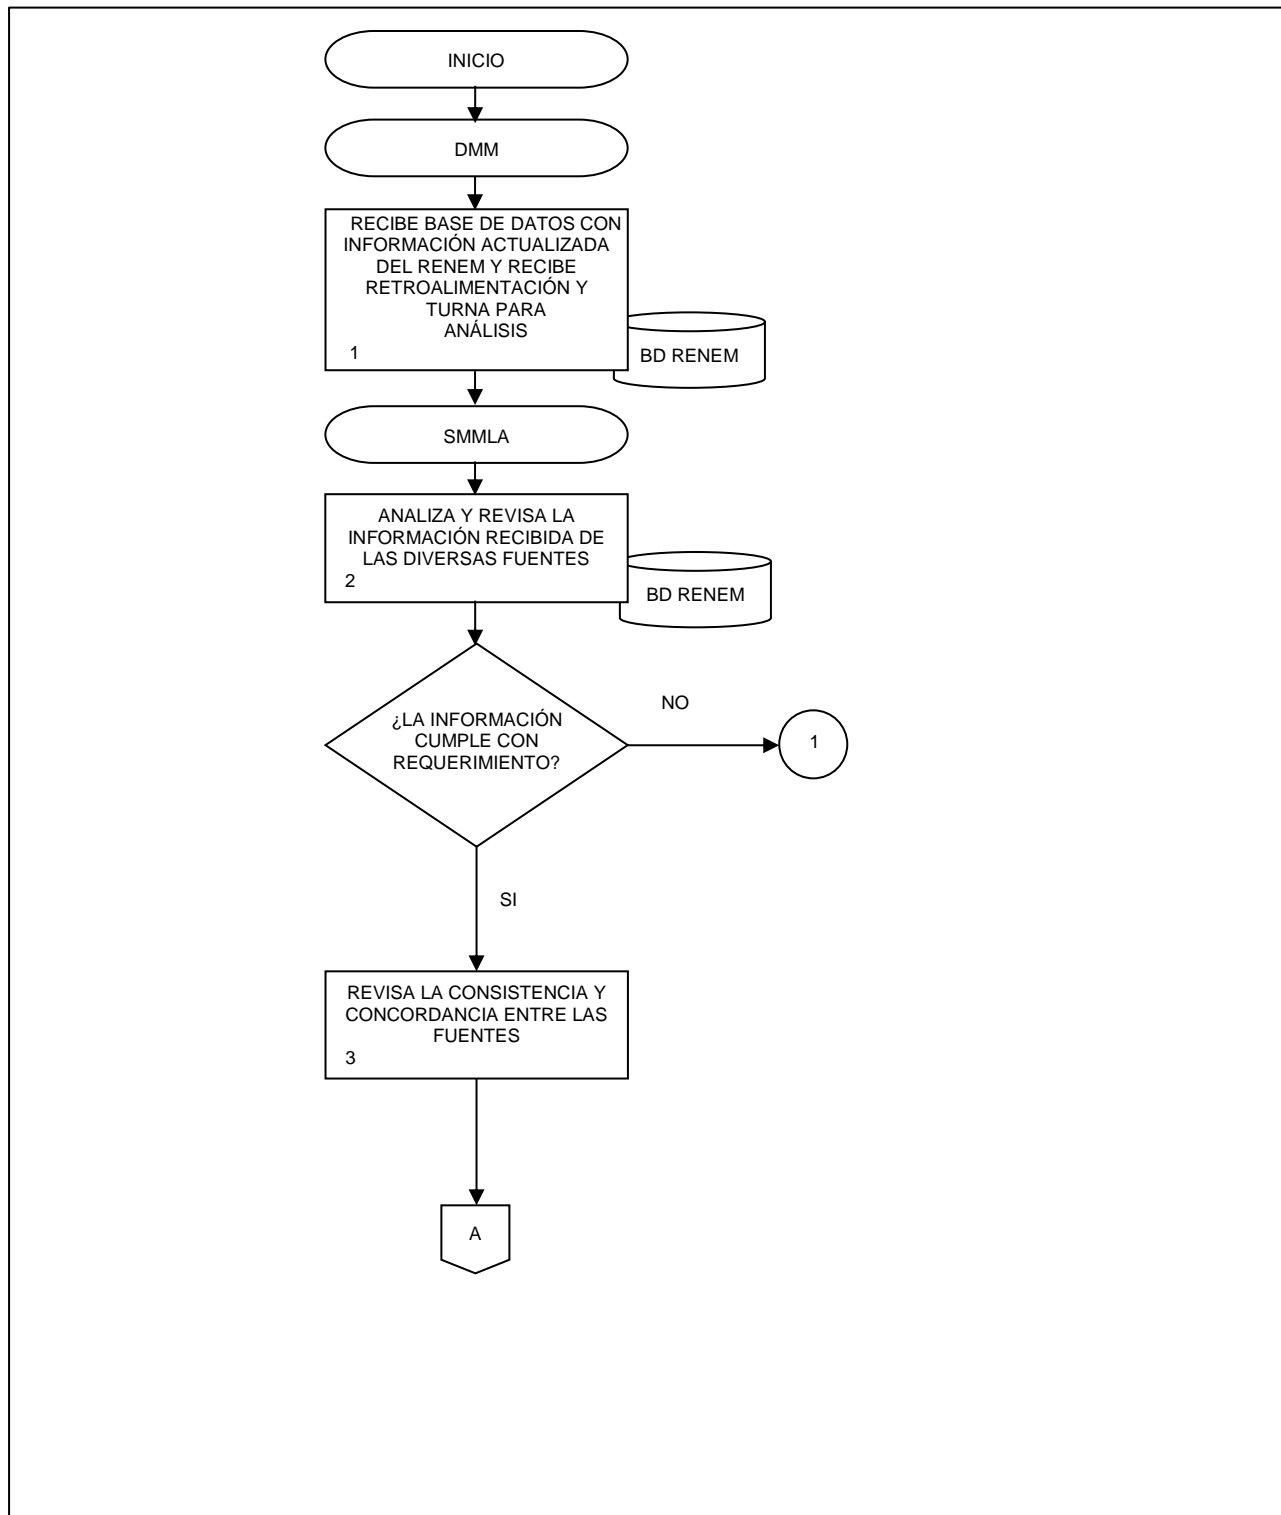 INICIO
DMM
RECIBE BASE DE DATOS CON
INFORMACIÓN ACTUALIZADA
DEL RENEM Y RECIBE
RETROALIMENTACIÓN Y
TURNA PARA
ANÁLISIS
1
BD RENEM
SMMLA
ANALIZA Y REVISA LA
INFORMACIÓN RECIBIDA DE
LAS DIVERSAS FUENTES
2
BD RENEM
¿LA INFORMACIÓN
CUMPLE CON
REQUERIMIENTO?
NO
1
SI
REVISA LA CONSISTENCIA Y
CONCORDANCIA ENTRE LAS
FUENTES
3
A